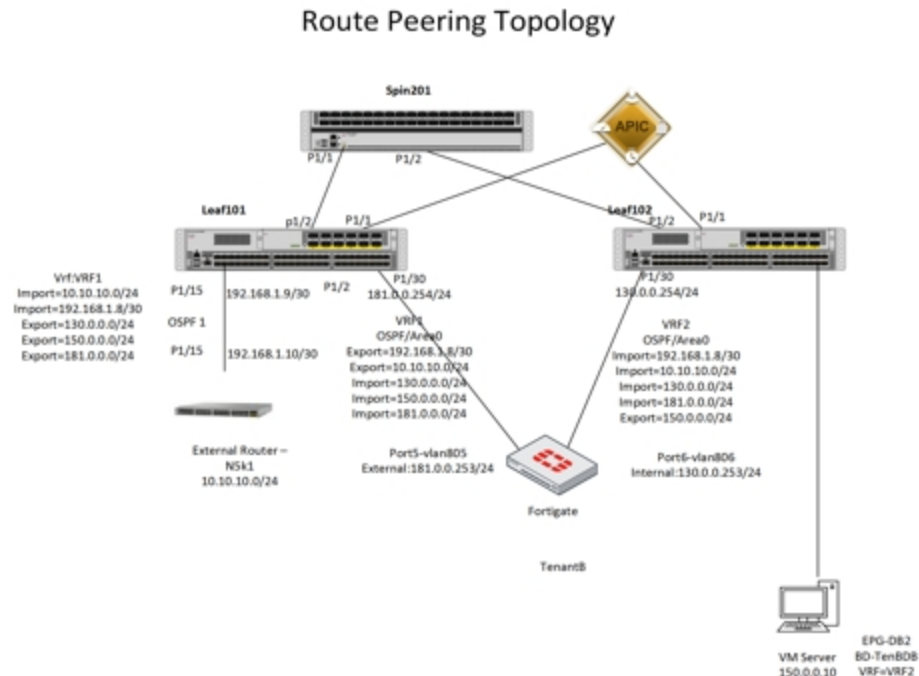 Route Peering Topology
Spin201
APIC
P1/1
P1/2
Leaf101
p1/2
P1/1
Leaf102
P1/2
P1/1
Vrf:VRF1
Import=10.10.10.0/24
Import=192.168.1.8/30
Export=130.0.0.0/24
Export=150.0.0.0/24
Export=181.0.0.0/24
P1/15
192.168.1.9/30
OSPF 1
P1/15
192.168.1.10/30
P1/2
P1/30
181.0.0.254/24
VRF1
OSPF/Area0
Export=192.168.1.8/30
Export=10.10.10.0/24
Import=130.0.0.0/24
Import=150.0.0.0/24
Import=181.0.0.0/24
P1/30
130.0.0.254/24
VRF2
OSPF/Area0
Import=192.168.1.8/30
Import=10.10.10.0/24
Import=130.0.0.0/24
Import=181.0.0.0/24
Export=150.0.0.0/24
External Router –
N5k1
10.10.10.0/24
Port5-vlan805
External:181.0.0.253/24
Port6-vlan806
Internal:130.0.0.253/24
Fortigate
TenantB
VM Server
150.0.0.10
EPG-DB2
BD-TenBDB
VRF=VRF2